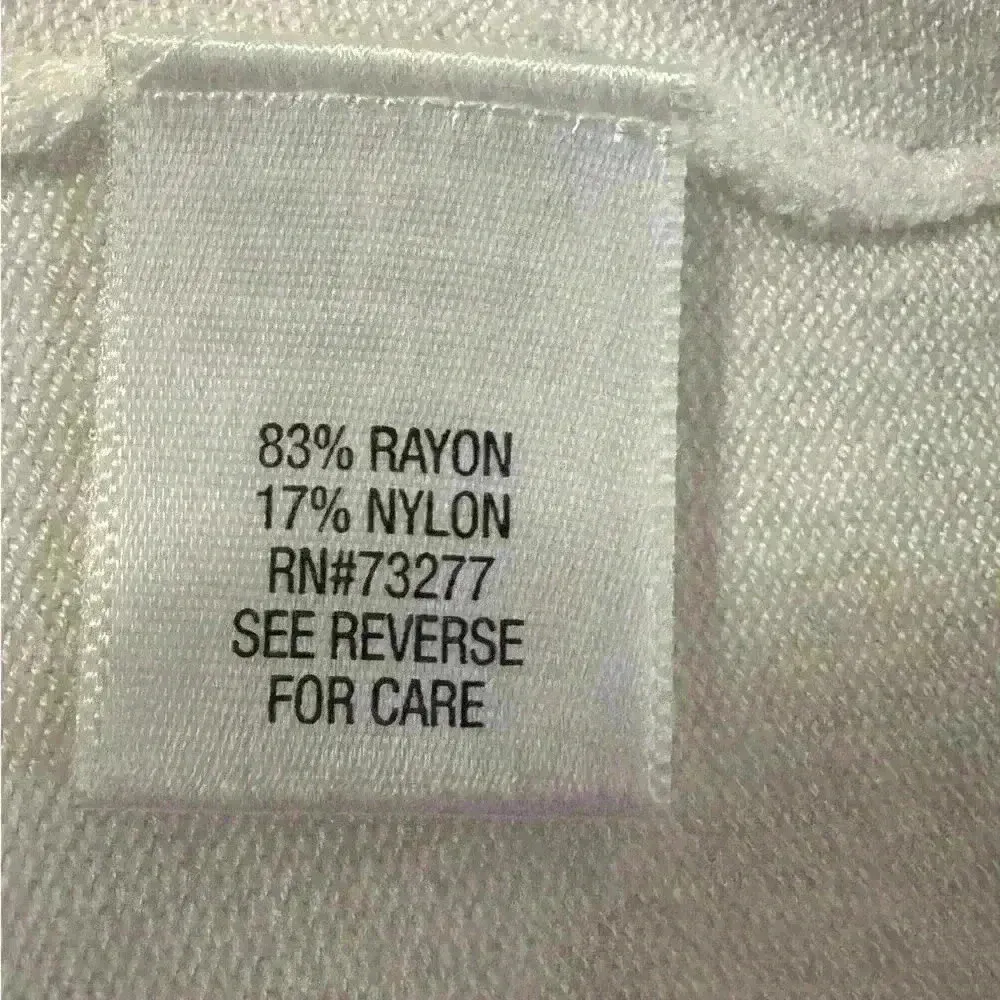 83% RAYON
17% NYLON
RN#73277
SEE REVERSE
FOR CARE